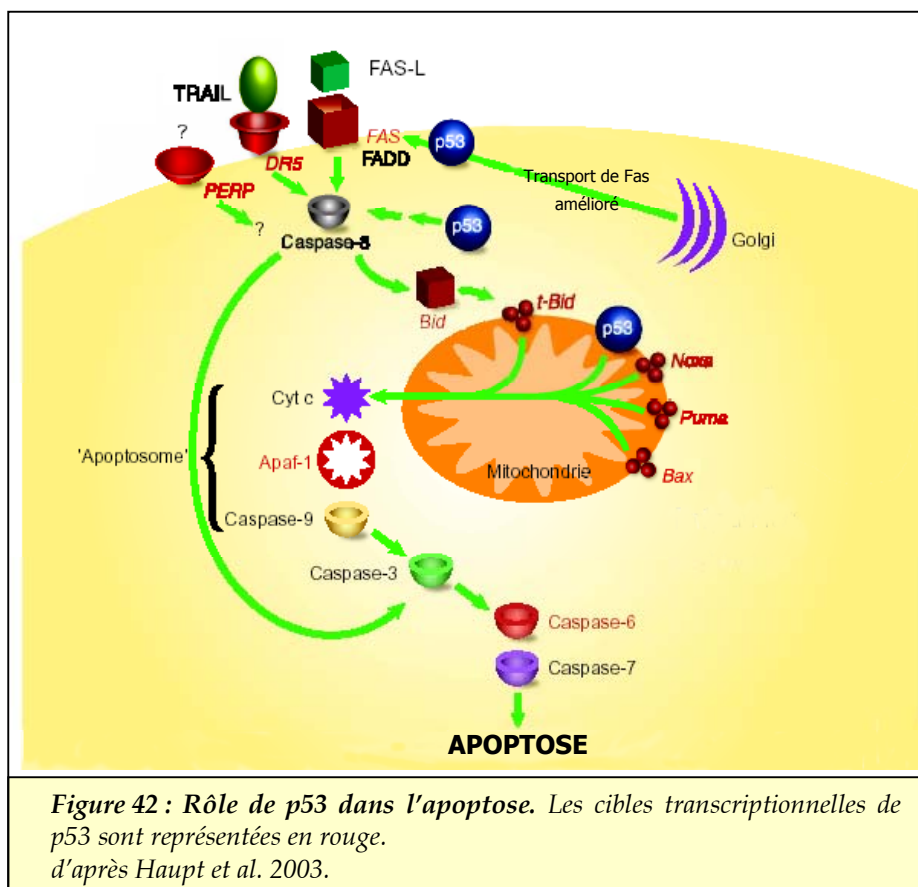 FAS-L
TRAIL
?
FAS
p53
FADD
DR5
PERP
Transport de Fas
amélioré
?
p53
Golgi
Caspase-8
Bid
t-Bid
p53
Noxa
Cyt c
Puma
'Apoptosome'
Apaf-1
Mitochondrie
Bax
Caspase-9
Caspase-3
Caspase-6
Caspase-7
APOPTOSE
Figure 42 : Rôle de p53 dans l'apoptose. Les cibles transcriptionnelles de
p53 sont représentées en rouge.
d'après Haupt et al. 2003.